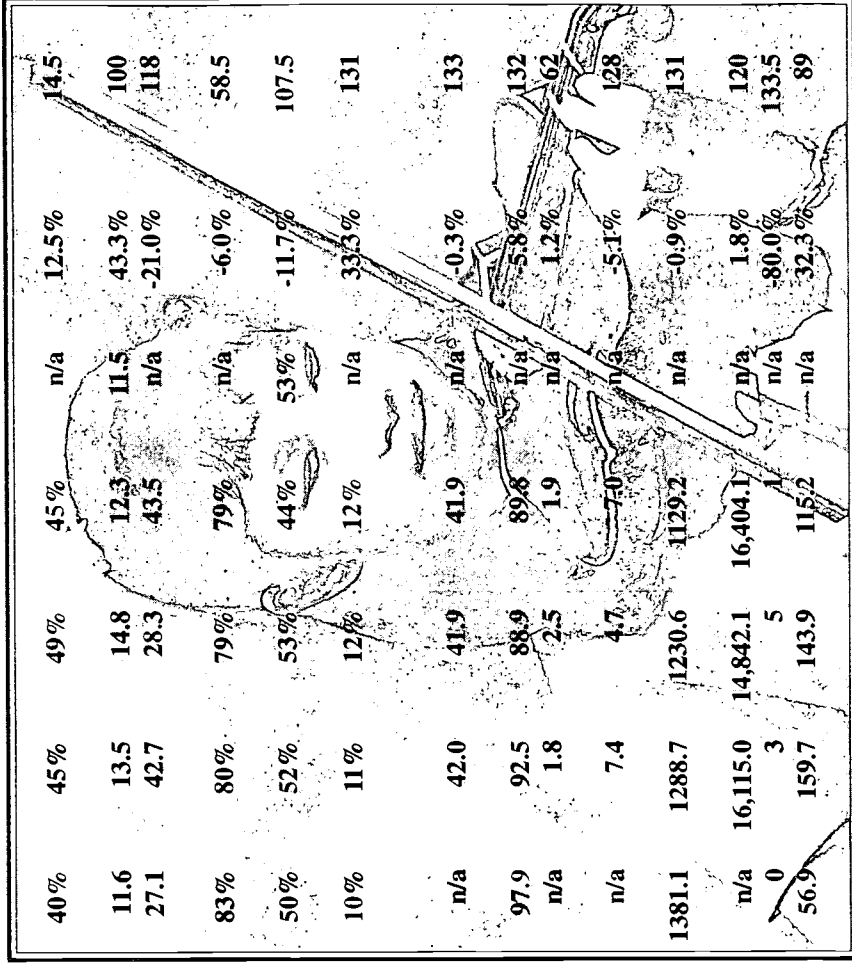 40% 45% 49% 45% n/a 12.5% 14.5
11.6 13.5 14.8 12.3 11.5 43.3% 100
27.1 42.7 28.3 43.5 n/a -21.0% 118
83% 80% 79% 79% n/a -6.0% 58.5
50% 52% 53% 44% 53% -11.7% 107.5
10% 11% 12% 12% n/a 33.3% 131
n/a 42.0 41.9 41.9 n/a -0.3% 133
97.9 92.5 88.9 89.8 n/a -5.8% 132
n/a 1.8 2.5 1.9 n/a 1.2% 62
n/a 7.4 4.7 7.0 n/a -5.1% 128
1381.1 1288.7 1230.6 1129.2 n/a -0.9% 131
n/a 16,115.0 14,842.1 16,404.1 n/a 1.8% 120
0 3 5 1 n/a -80.0% 133.5
56.9 159.7 143.9 115.2 n/a 32.3% 89